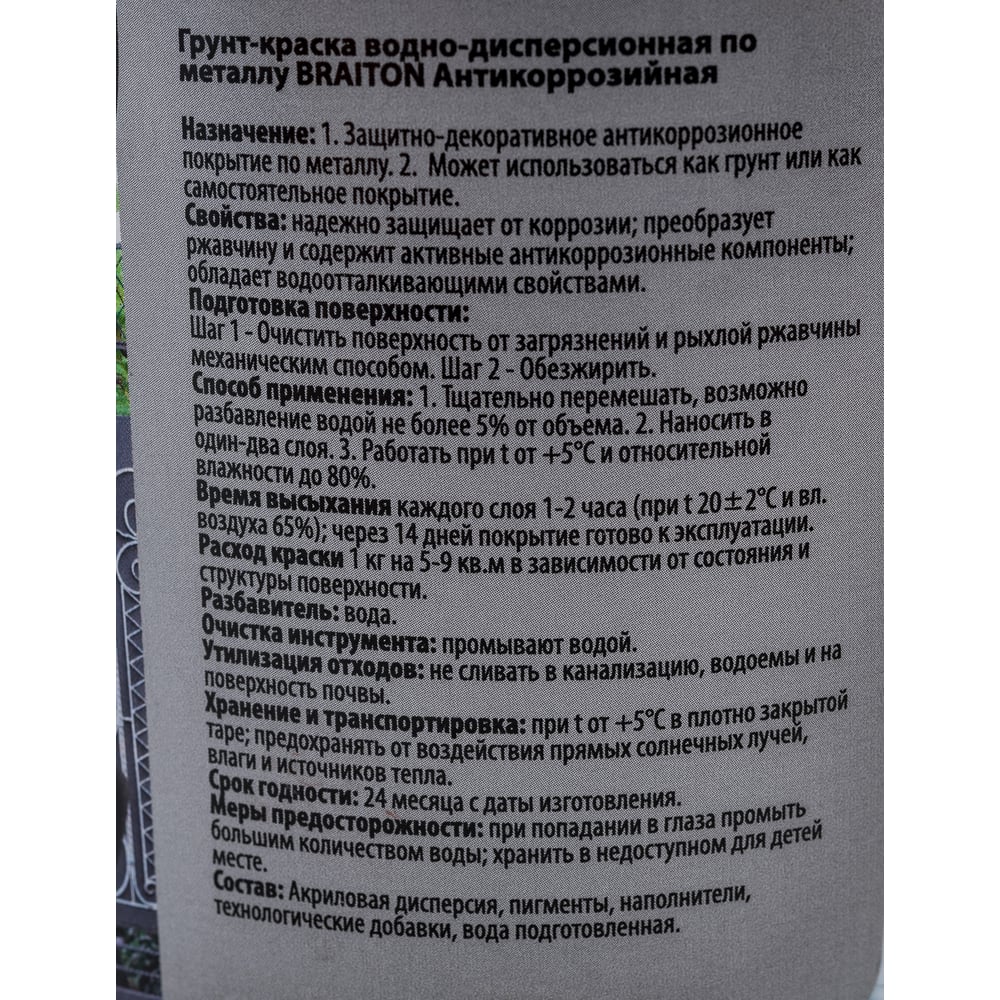 Грунт-краска водно-дисперсионная по
металлу BRAITON Антикоррозийная
Назначение: 1. Защитно-декоративное антикоррозионное
покрытие по металлу. 2. Может использоваться как грунт или как
самостоятельное покрытие.
Свойства: надежно защищает от коррозии; преобразует
ржавчину и содержит активные антикоррозионные компоненты;
обладает водоотталкивающими свойствами.
Подготовка поверхности:
Шаг 1 - Очистить поверхность от загрязнений и рыхлой ржавчины
механическим способом. Шаг 2 - Обезжирить.
Способ применения: 1. Тщательно перемешать, возможно
разбавление водой не более 5% от объема. 2. Наносить в
один-два слоя. 3. Работать при t от +5°С и относительной
влажности до 80%.
Время высыхания каждого слоя 1-2 часа (при t 20±2°С и вл.
воздуха 65%); через 14 дней покрытие готово к эксплуатации.
Расход краски 1 кг на 5-9 кв.м в зависимости от состояния и
структуры поверхности.
Разбавитель: вода.
Очистка инструмента: промывают водой.
Утилизация отходов: не сливать в канализацию, водоемы и на
поверхность почвы.
Хранение и транспортировка: при t от +5°С в плотно закрытой
таре; предохранять от воздействия прямых солнечных лучей,
влаги и источников тепла.
Срок годности: 24 месяца с даты изготовления.
Меры предосторожности: при попадании в глаза промыть
большим количеством воды; хранить в недоступном для детей
месте.
Состав: Акриловая дисперсия, пигменты, наполнители,
технологические добавки, вода подготовленная.